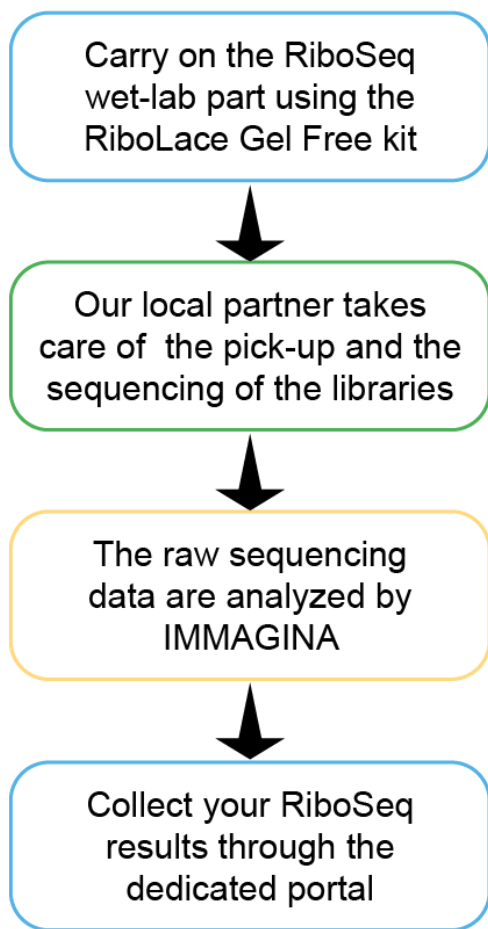 Carry on the RiboSeq
wet-lab part using the
RiboLace Gel Free kit
Our local partner takes
care of  the pick-up and the
sequencing of the libraries
The raw sequencing
data are analyzed by
IMMAGINA
Collect your RiboSeq
results through the
dedicated portal